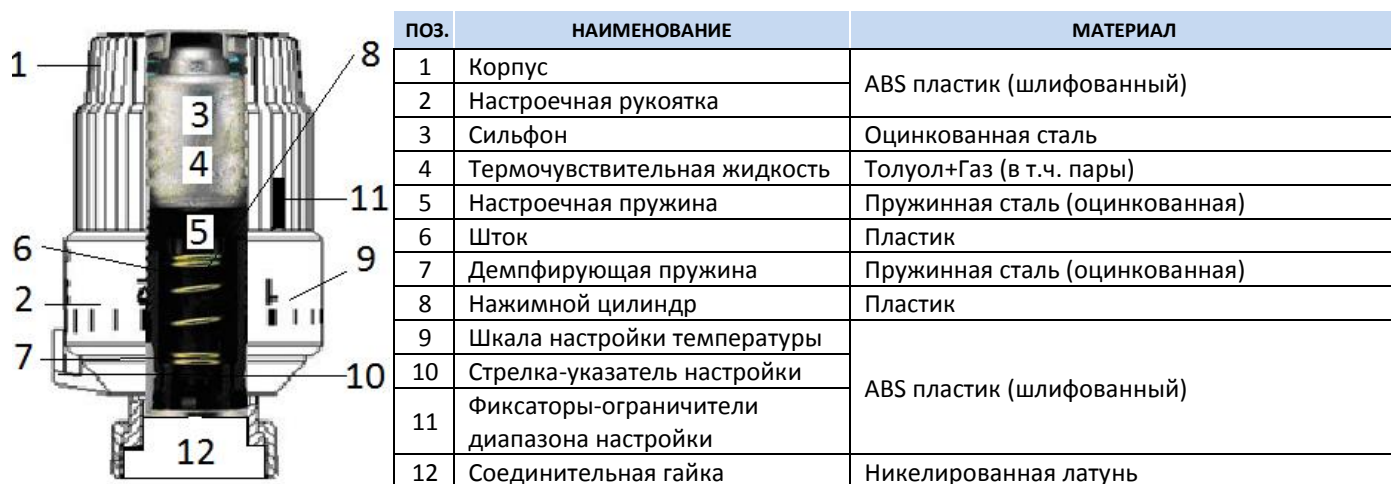 1
8
3
4
11
5
6
9
2
7
10
12
ПОЗ. НАИМЕНОВАНИЕ МАТЕРИАЛ
1 Корпус ABS пластик (шлифованный)
2 Настроечная рукоятка
3 Сильфон Оцинкованная сталь
4 Термочувствительная жидкость Толуол+Газ (в т.ч. пары)
5 Настроечная пружина Пружинная сталь (оцинкованная)
6 Шток Пластик
7 Демпфирующая пружина Пружинная сталь (оцинкованная)
8 Нажимной цилиндр Пластик
9 Шкала настройки температуры ABS пластик (шлифованный)
10 Стрелка-указатель настройки
11 Фиксаторы-ограничители
диапазона настройки
12 Соединительная гайка Никелированная латунь